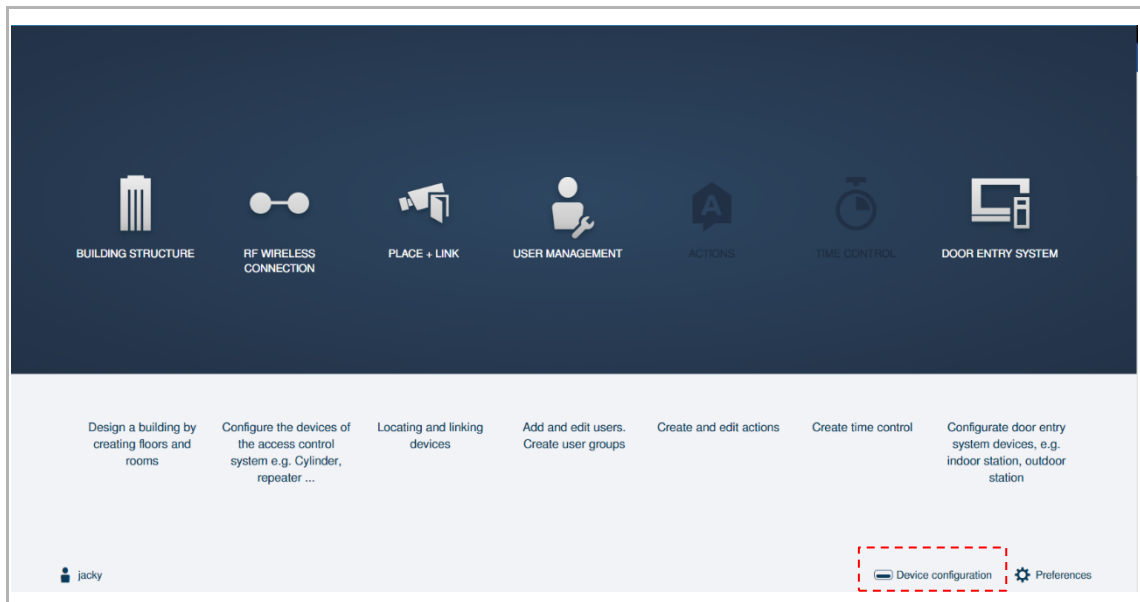 BUILDING STRUCTURE
RF WIRELESS
CONNECTION
PLACE + LINK
USER MANAGEMENT
ACTIONS
TIME CONTROL
DOOR ENTRY SYSTEM
Design a building by
creating floors and
rooms
Configure the devices of
the access control
system e.g. Cylinder,
repeater ...
Locating and linking
devices
Add and edit users.
Create user groups
Create and edit actions
Create time control
Configurate door entry
system devices, e.g.
indoor station, outdoor
station
jacky
Device configuration
Preferences